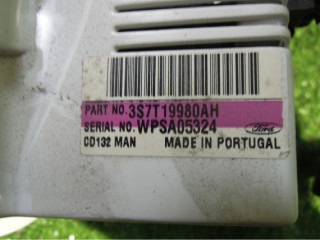 PART NO. 3S7T19980AH
SERIAL NO. WPSA05324
Ford
CD132 MAN MADE IN PORTUGAL